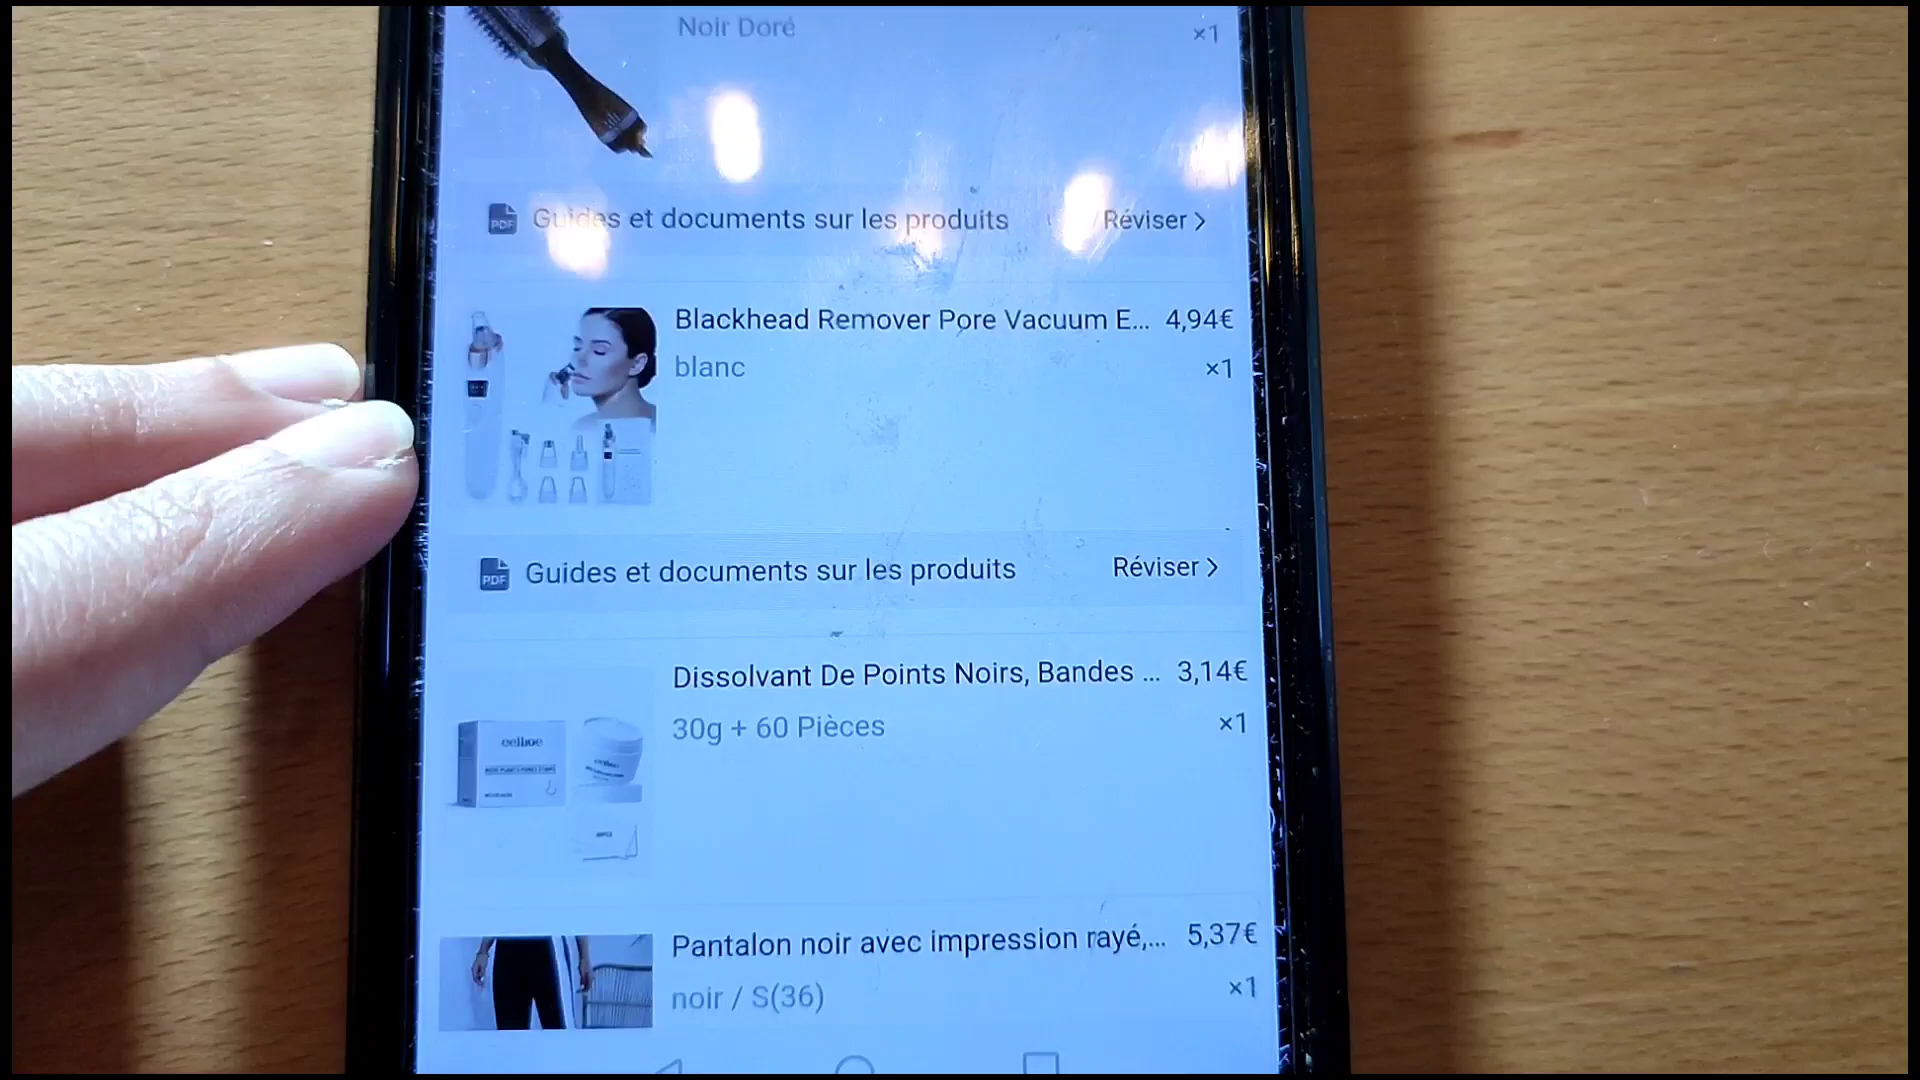 Noir Doré
×1
PDF Guides et documents sur les produits Réviser >
Blackhead Remover Pore Vacuum E... 4,94€
blanc ×1
PDF Guides et documents sur les produits Réviser >
Dissolvant De Points Noirs, Bandes ... 3,14€
30g + 60 Pièces ×1
Pantalon noir avec impression rayé,... 5,37€
noir / S(36) ×1